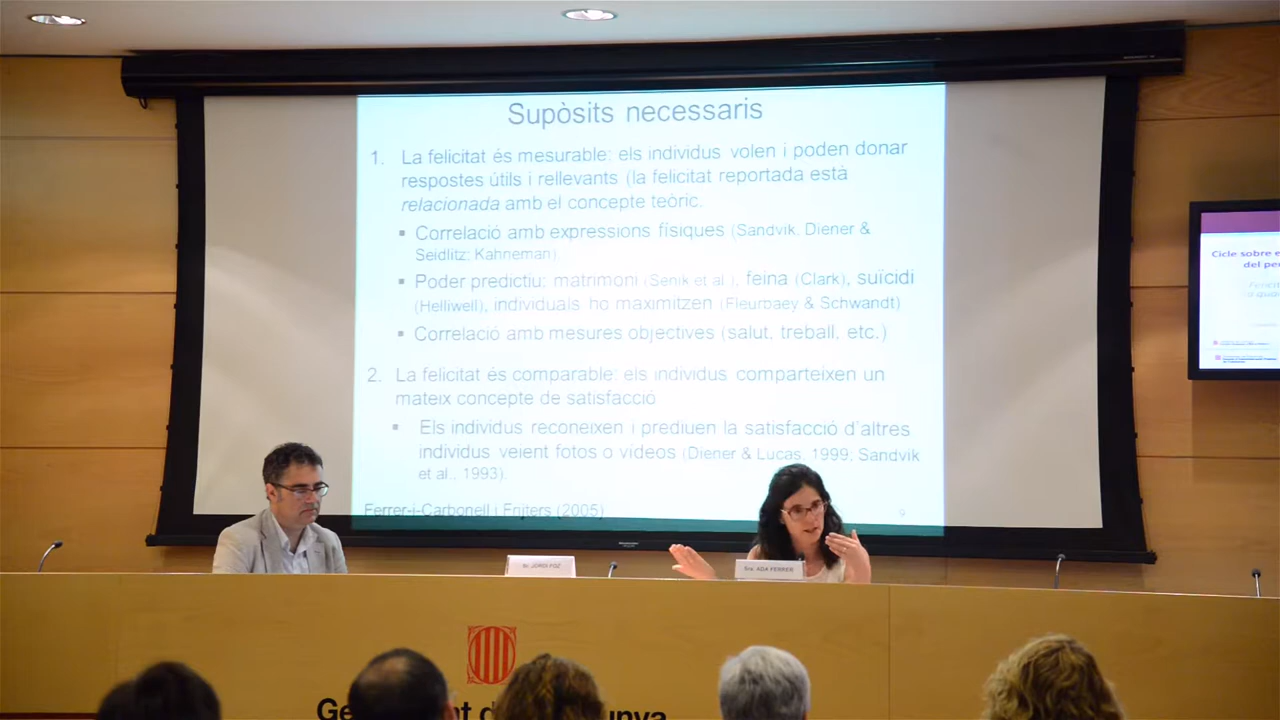 Supòsits necessaris
1. La felicitat és mesurable: els individus volen i poden donar
respostes útils i rellevants (la felicitat reportada està
relacionada amb el concepte teòric.
▪ Correlació amb expressions físiques (Sandvik, Diener &
Seidlitz; Kahneman)
▪ Poder predictiu: matrimoni (Senik et al.), feina (Clark), suïcidi
(Helliwell), individuals ho maximitzen (Fleurbaey & Schwandt)
▪ Correlació amb mesures objectives (salut, treball, etc.)
2. La felicitat és comparable: els individus comparteixen un
mateix concepte de satisfacció
▪ Els individus reconeixen i prediuen la satisfacció d'altres
individus veient fotos o vídeos (Diener & Lucas, 1999; Sandvik
et al., 1993).
Ferrer-i-Carbonell i Frijters (2005)
9
Cicle sobre e
del pe
Sr. JORDI FOZ
Sra. ADA FERRER
Ge nt d unya